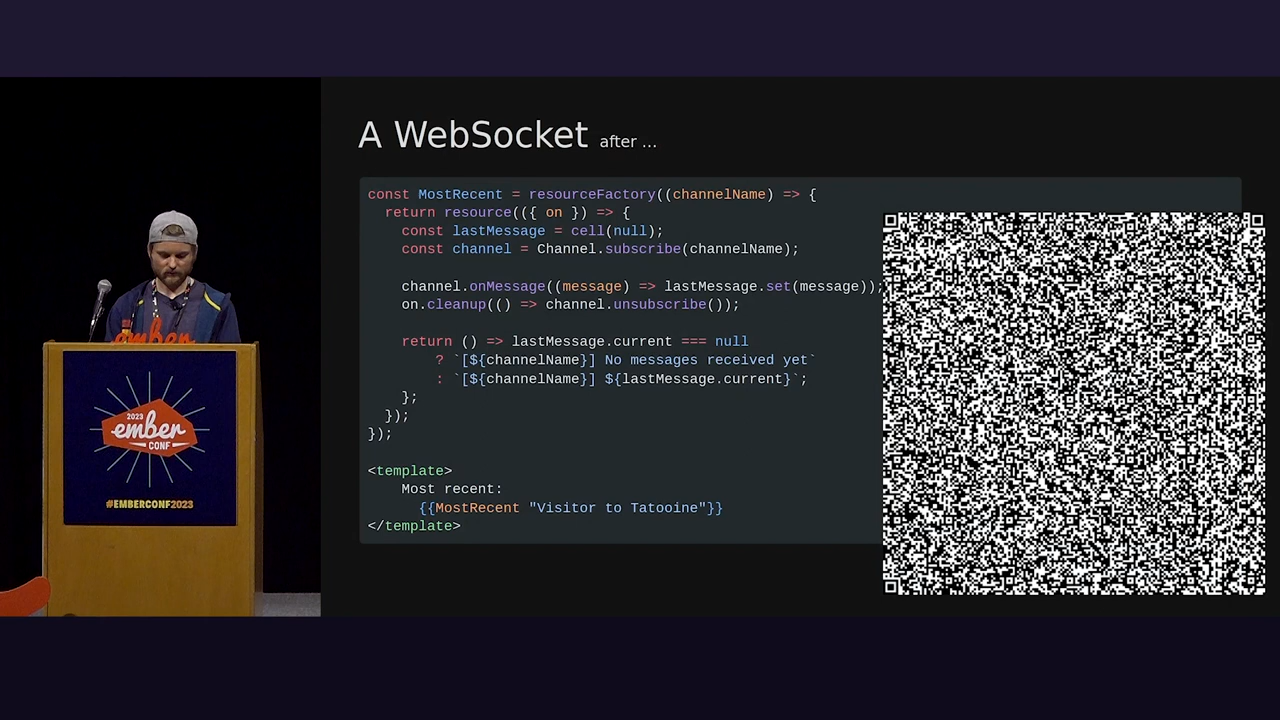 A WebSocket after ...
const MostRecent = resourceFactory((channelName) => {
  return resource(({ on }) => {
    const lastMessage = cell(null);
    const channel = Channel.subscribe(channelName);
    channel.onMessage((message) => lastMessage.set(message));
    on.cleanup(() => channel.unsubscribe());
    return () => lastMessage.current === null
        ? `[${channelName}] No messages received yet`
        : `[${channelName}] ${lastMessage.current}`;
    };
  });
});
<template>
    Most recent:
      {{MostRecent "Visitor to Tatooine"}}
</template>
ember
2023
ember
CONF
#EMBERCONF2023